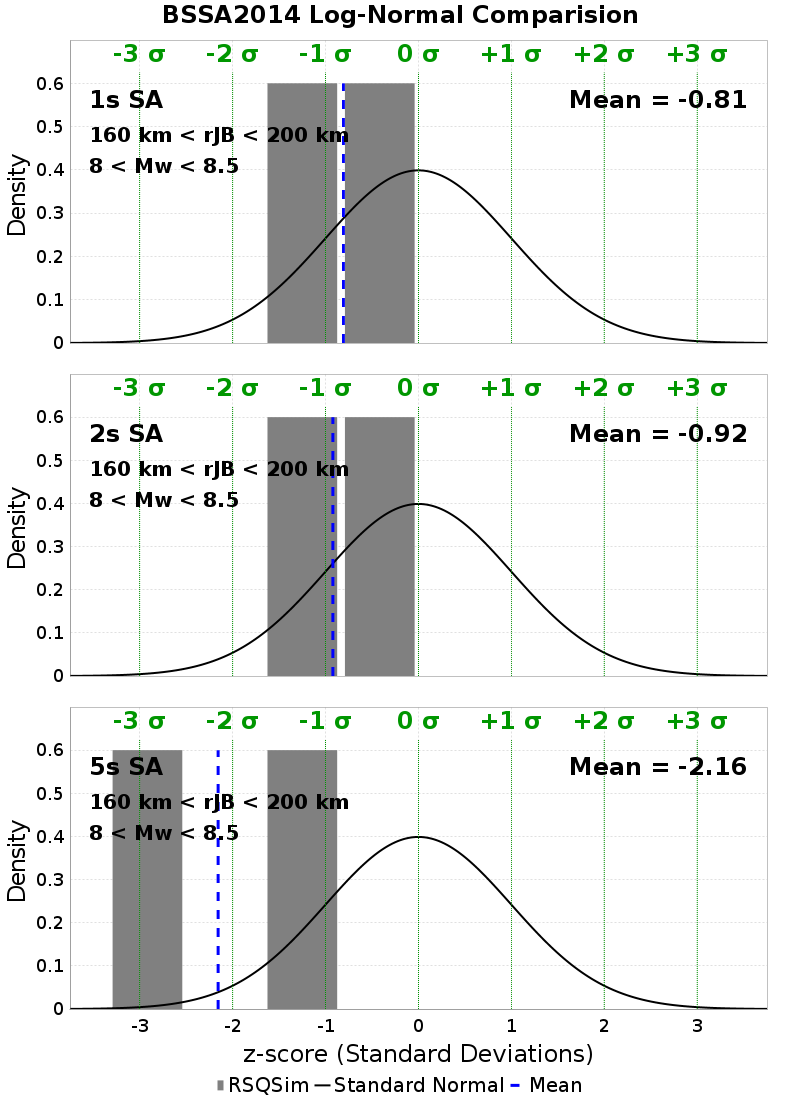 BSSA2014 Log-Normal Comparision
-3 σ -2 σ -1 σ 0 σ +1 σ +2 σ +3 σ
0.6
1s SA Mean = -0.81
0.5
160 km < rJB < 200 km
8 < Mw < 8.5
0.4
Density
0.3
0.2
0.1
0
-3 σ -2 σ -1 σ 0 σ +1 σ +2 σ +3 σ
0.6
2s SA Mean = -0.92
0.5
160 km < rJB < 200 km
8 < Mw < 8.5
0.4
Density
0.3
0.2
0.1
0
-3 σ -2 σ -1 σ 0 σ +1 σ +2 σ +3 σ
0.6
5s SA Mean = -2.16
0.5
160 km < rJB < 200 km
8 < Mw < 8.5
0.4
Density
0.3
0.2
0.1
0
-3 -2 -1 0 1 2 3
z-score (Standard Deviations)
RSQSim Standard Normal Mean